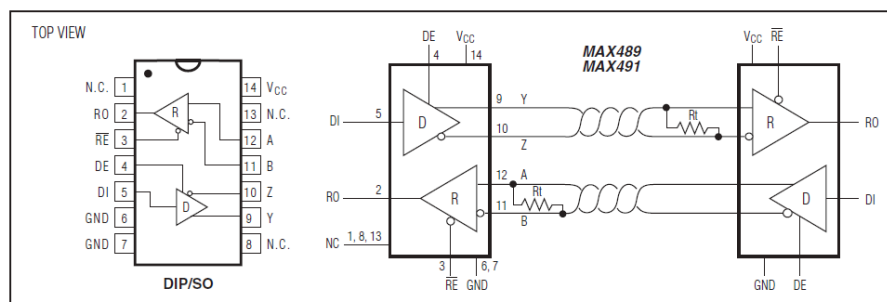 TOP VIEW
N.C. 1
RO 2
RE 3
DE 4
DI 5
GND 6
GND 7
14 VCC
13 N.C.
12 A
11 B
10 Z
9 Y
8 N.C.
R
D
DIP/SO
MAX489
MAX491
DE
4
VCC
14
DI 5
D
9 Y
10
Z
Rt
RO 2
R
12 A
11
B
Rt
NC 1, 8, 13
3
RE
6, 7
GND
VCC
RE
R
RO
D
DI
GND
DE